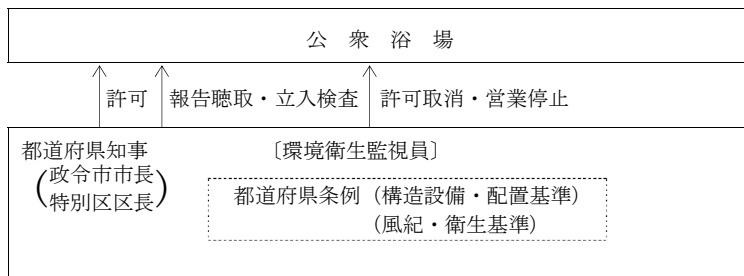 公衆浴場
許可 報告聴取・立入検査 許可取消・営業停止
都道府県知事 〔環境衛生監視員〕
(政令市市長
特別区区長)
都道府県条例(構造設備・配置基準)
(風紀・衛生基準)